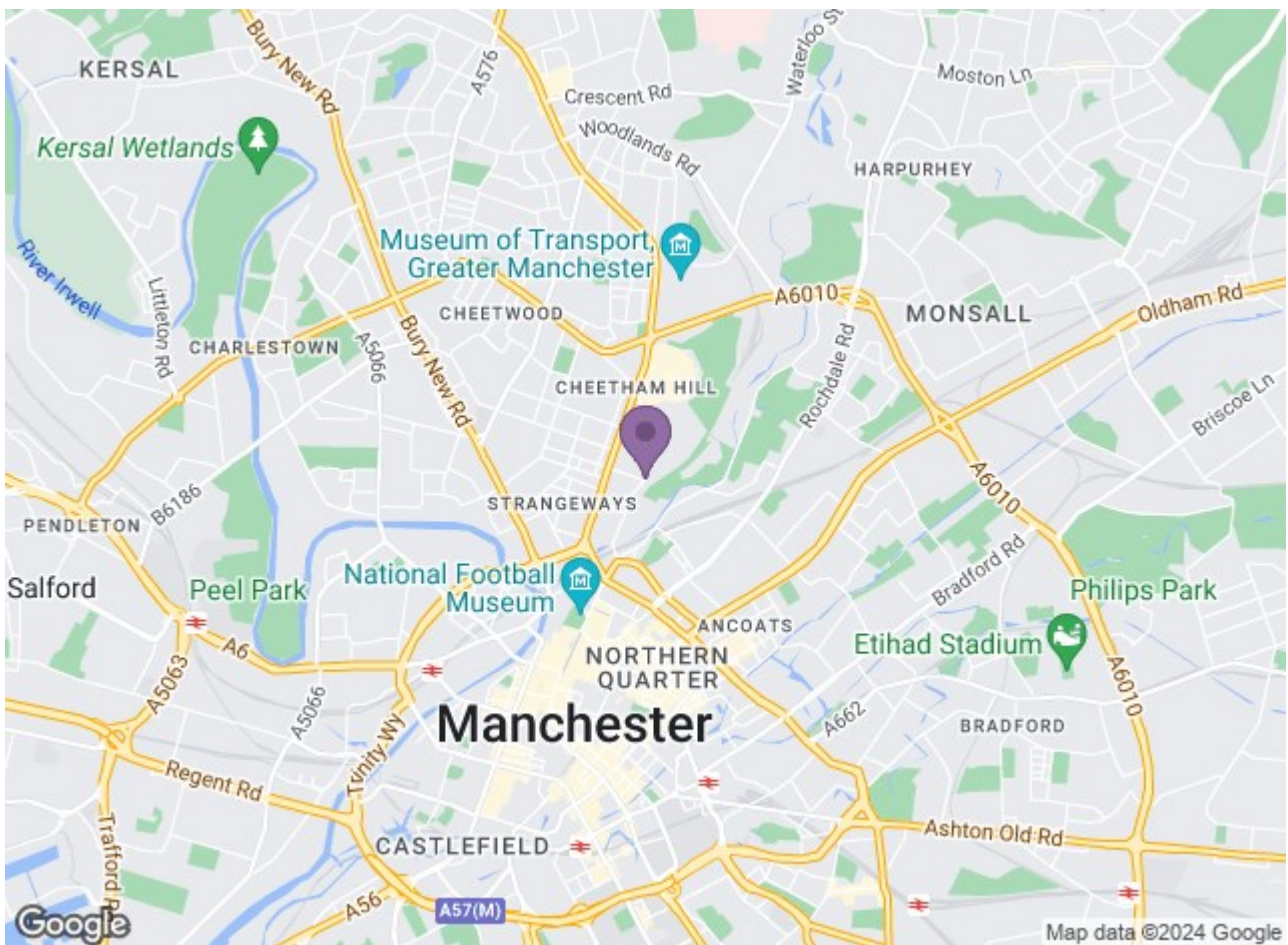 KERSAL
Bury New Rd
A576
Waterloo St
Moston Ln
Crescent Rd
Woodlands Rd
Kersal Wetlands
HARPURHEY
River Irwell
Littleton Rd
Museum of Transport,
Greater Manchester
A6010
MONSALL
Oldham Rd
CHEETWOOD
CHARLESTOWN
A5066
Bury New Rd
Rochdale Rd
CHEETHAM HILL
Briscoe Ln
B6186
STRANGEWAYS
A6010
PENDLETON
Salford
Peel Park
National Football
Museum
Bradford Rd
Philips Park
A6
ANCOATS
Etihad Stadium
A5063
A5066
NORTHERN
QUARTER
A6010
Manchester
A662
BRADFORD
Trinity Wy
Regent Rd
Trafford R
CASTLEFIELD
Ashton Old Rd
A56
A57(M)
Google
Map data ©2024 Google